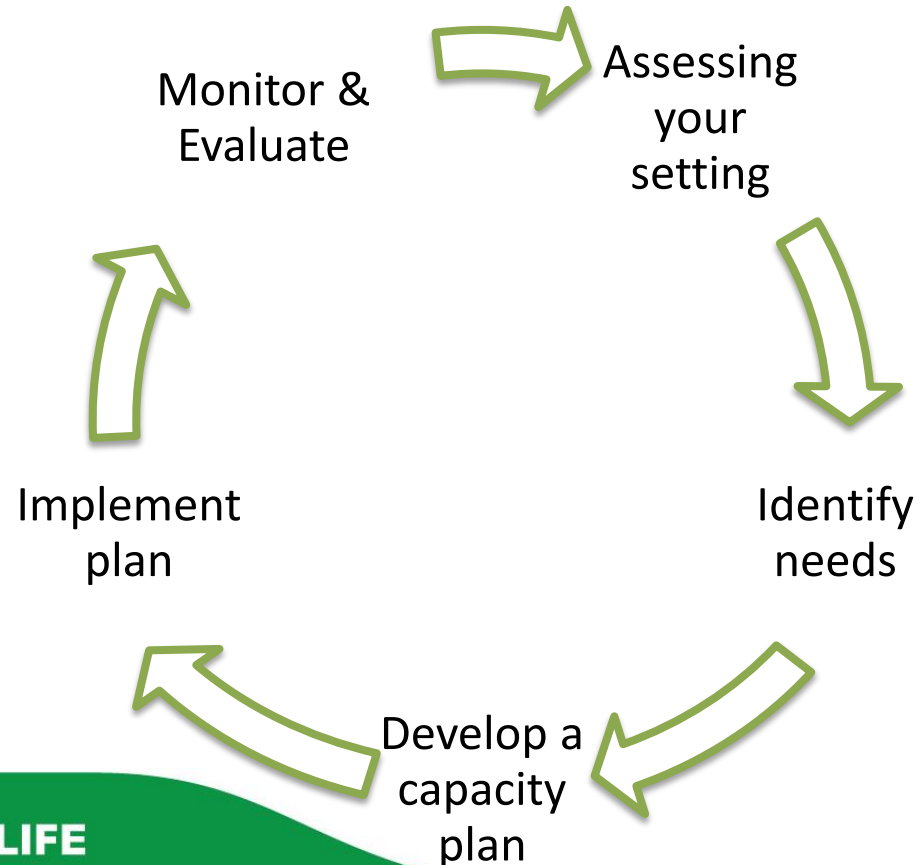 Monitor &
Evaluate
Assessing
your
setting
Identify
needs
Develop a
capacity
plan
Implement
plan
LIFE